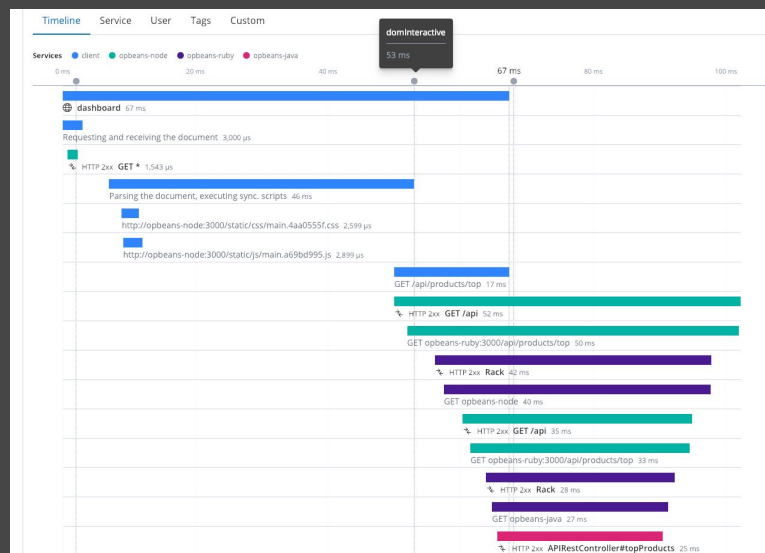 Timeline Service User Tags Custom
domInteractive
53 ms
Services client opbeans-node opbeans-ruby opbeans-java
0 ms 20 ms 40 ms 67 ms 80 ms 100 ms
dashboard 67 ms
Requesting and receiving the document 3,000 μs
HTTP 2xx GET * 1,543 μs
Parsing the document, executing sync. scripts 46 ms
http://opbeans-node:3000/static/css/main.4aa0555f.css 2,599 μs
http://opbeans-node:3000/static/js/main.a69bd995.js 2,899 μs
GET /api/products/top 17 ms
HTTP 2xx GET /api 52 ms
GET opbeans-ruby:3000/api/products/top 50 ms
HTTP 2xx Rack 42 ms
GET opbeans-node 40 ms
HTTP 2xx GET /api 35 ms
GET opbeans-ruby:3000/api/products/top 33 ms
HTTP 2xx Rack 28 ms
GET opbeans-java 27 ms
HTTP 2xx APIRestController#topProducts 25 ms